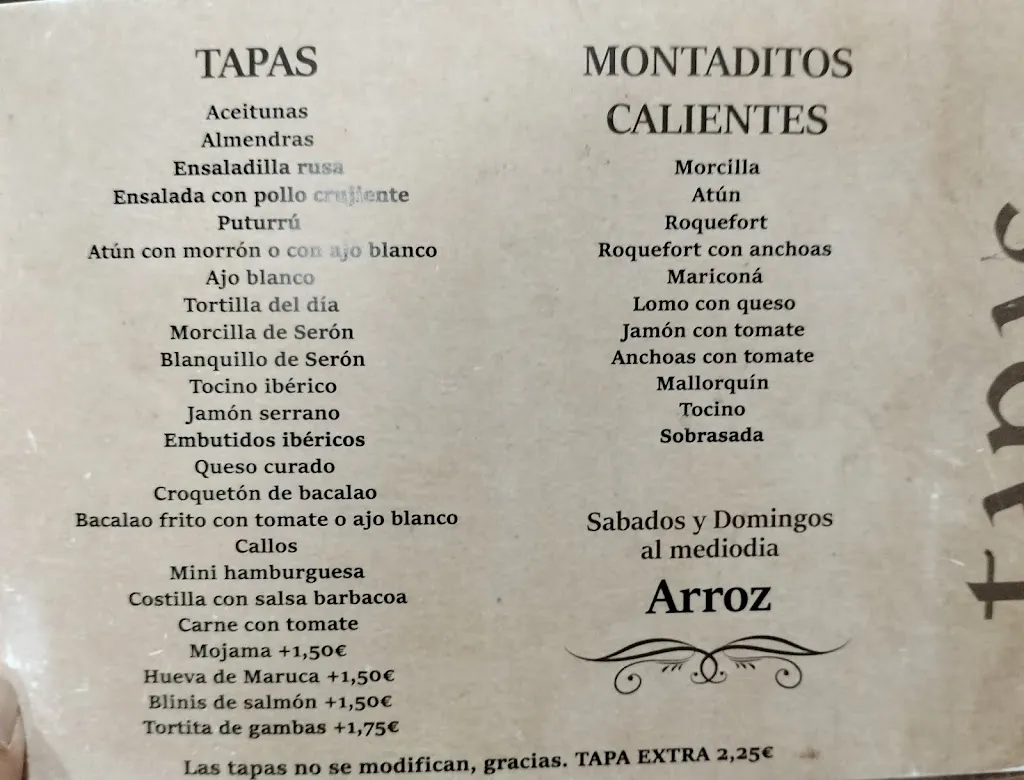 TAPAS
Aceitunas
Almendras
Ensaladilla rusa
Ensalada con pollo crujiente
Puturrú
Atún con morrón o con ajo blanco
Ajo blanco
Tortilla del día
Morcilla de Serón
Blanquillo de Serón
Tocino ibérico
Jamón serrano
Embutidos ibéricos
Queso curado
Croquetón de bacalao
Bacalao frito con tomate o ajo blanco
Callos
Mini hamburguesa
Costilla con salsa barbacoa
Carne con tomate
Mojama +1,50€
Hueva de Maruca +1,50€
Blinis de salmón +1,50€
Tortita de gambas +1,75€
MONTADITOS
CALIENTES
Morcilla
Atún
Roquefort
Roquefort con anchoas
Mariconá
Lomo con queso
Jamón con tomate
Anchoas con tomate
Mallorquín
Tocino
Sobrasada
Sabados y Domingos
al mediodia
Arroz
Las tapas no se modifican, gracias. TAPA EXTRA 2,25€